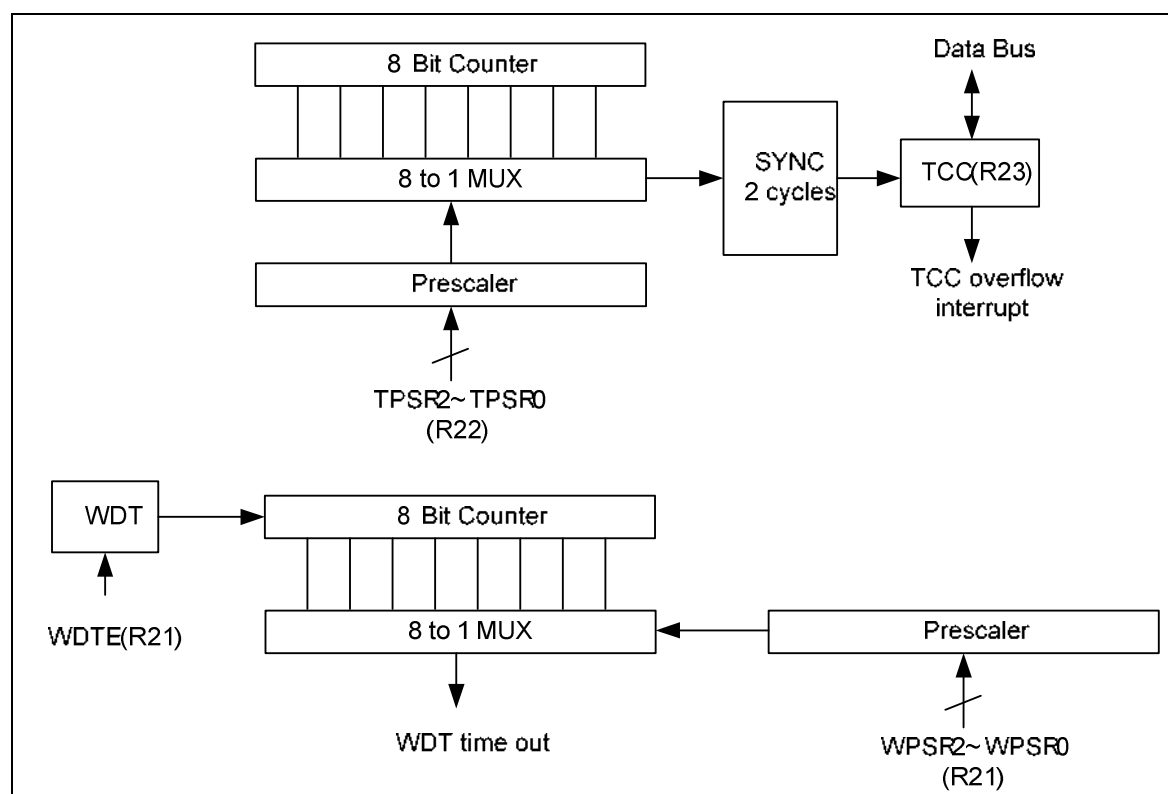 8 Bit Counter
Data Bus
8 to 1 MUX
SYNC
2 cycles
TCC(R23)
Prescaler
TCC overflow
interrupt
TPSR2~TPSR0
(R22)
WDT
8 Bit Counter
WDTE(R21)
8 to 1 MUX
Prescaler
WDT time out
WPSR2~WPSR0
(R21)